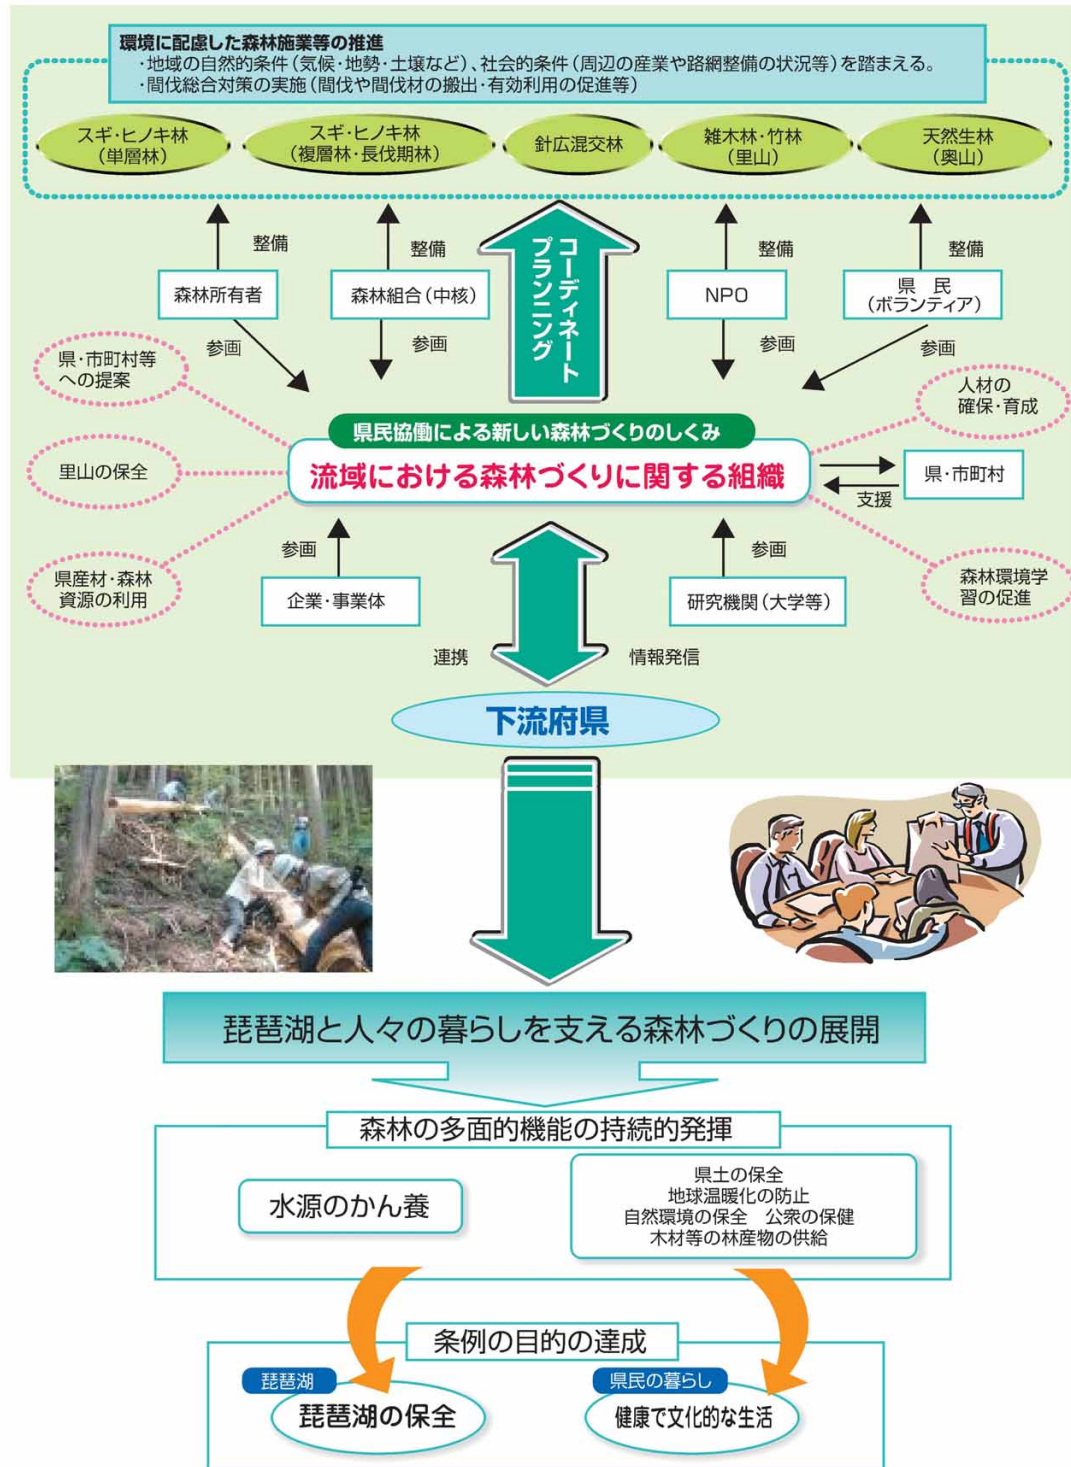 環境に配慮した森林施業等の推進
・地域の自然的条件(気候・地勢・土壌など)、社会的条件(周辺の産業や路網整備の状況等)を踏まえる。
・間伐総合対策の実施(間伐や間伐材の搬出・有効利用の促進等)
スギ・ヒノキ林
(単層林)
スギ・ヒノキ林
(複層林・長伐期林)
針広混交林
雑木林・竹林
(里山)
天然生林
(奥山)
整備
整備
コーディネート
プランニング
整備
整備
森林所有者
森林組合(中核)
NPO
県 民
(ボランティア)
参画
参画
参画
参画
県・市町村等
への提案
人材の
確保・育成
県民協働による新しい森林づくりのしくみ
里山の保全
流域における森林づくりに関する組織
県・市町村
支援
参画
参画
県産材・森林
資源の利用
企業・事業体
研究機関(大学等)
森林環境学
習の促進
連携
情報発信
下流府県
琵琶湖と人々の暮らしを支える森林づくりの展開
森林の多面的機能の持続的発揮
水源のかん養
県土の保全
地球温暖化の防止
自然環境の保全 公衆の保健
木材等の林産物の供給
条例の目的の達成
琵琶湖
琵琶湖の保全
県民の暮らし
健康で文化的な生活